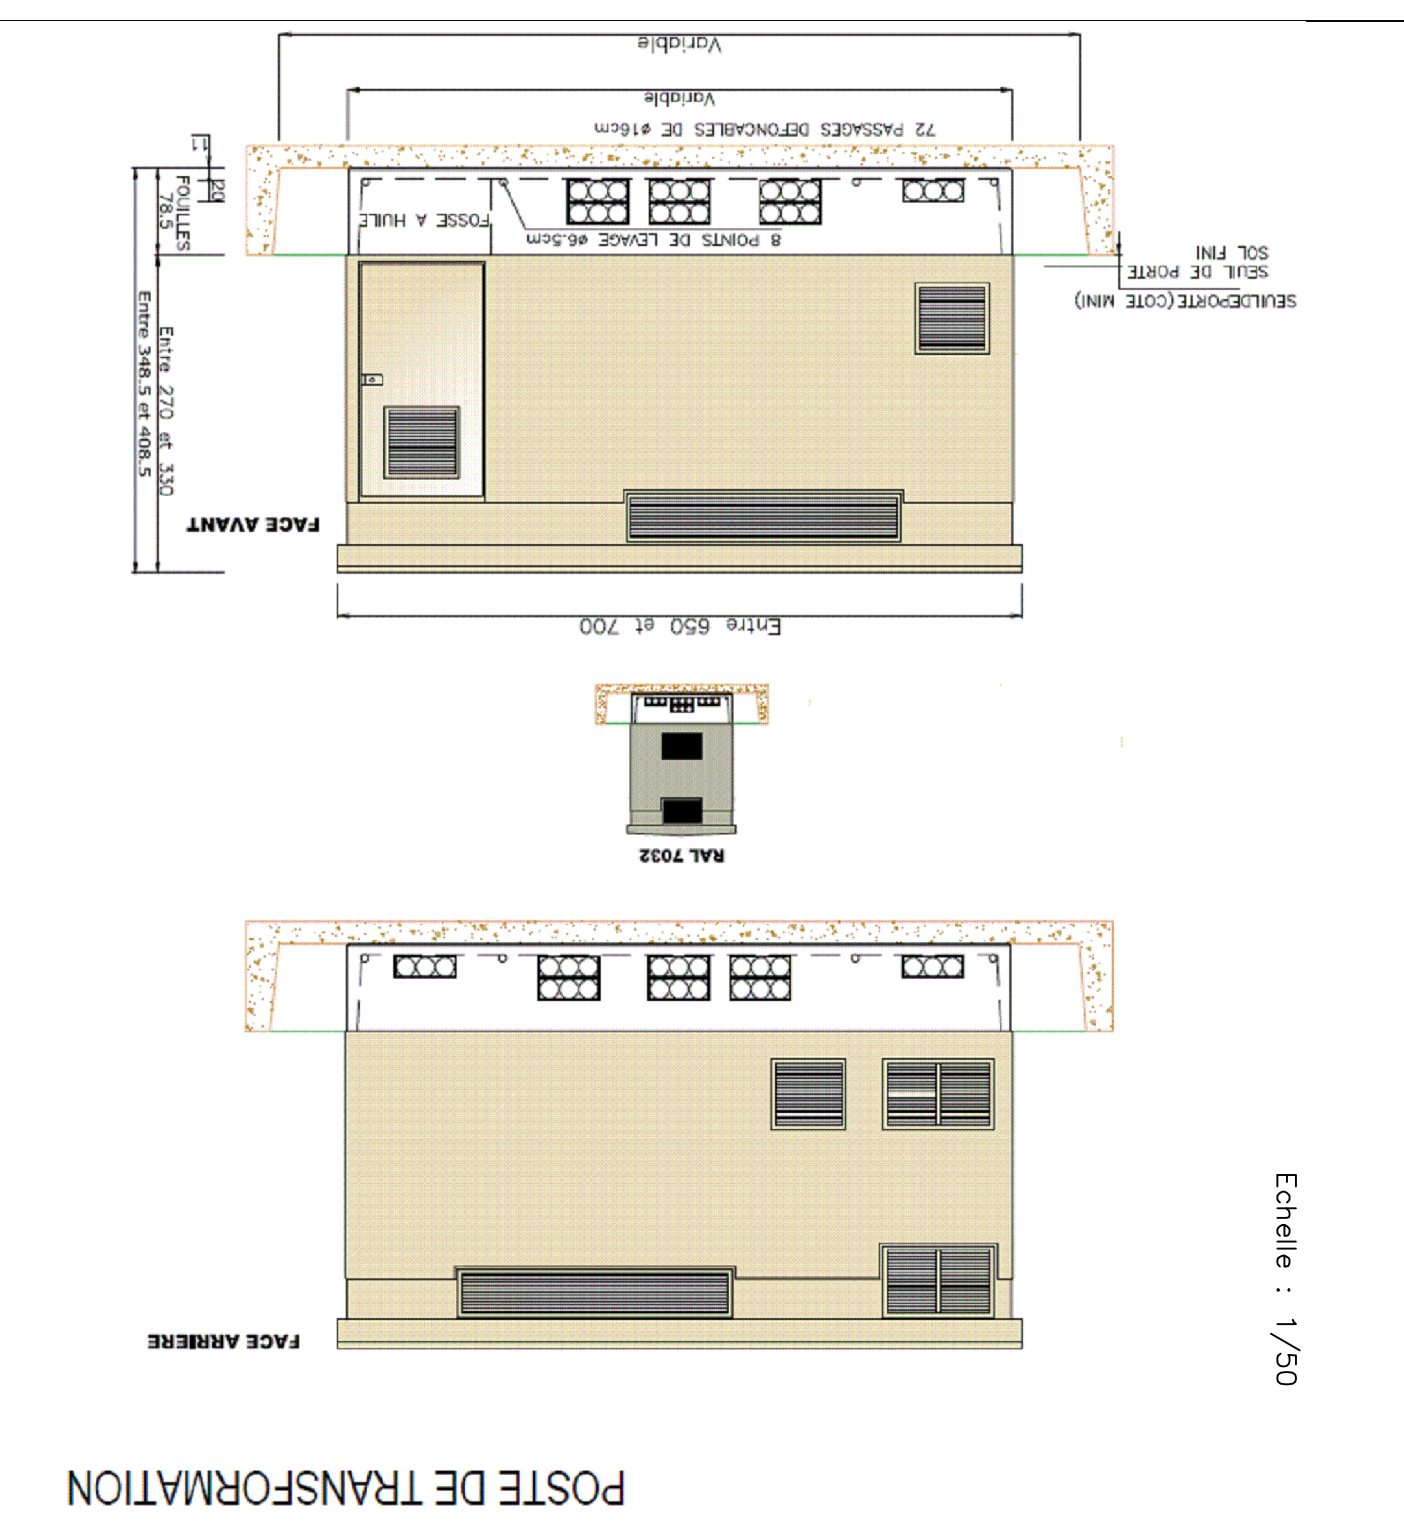 POSTE DE TRANSFORMATION
Echelle : 1/50
FACE ARRIERE
RAL 7032
Entre 650 et 700
FACE AVANT
Entre 270 et 330
Entre 348.5 et 408.5
SEUILDEPORTE(COTE MINI)
SEUIL DE PORTE
SOL FINI
FOUILLES
78.5
20
11
FOSSE A HUILE
8 POINTS DE LEVAGE ø6.5cm
72 PASSAGES DEFONCABLES DE ø16cm
Variable
Variable